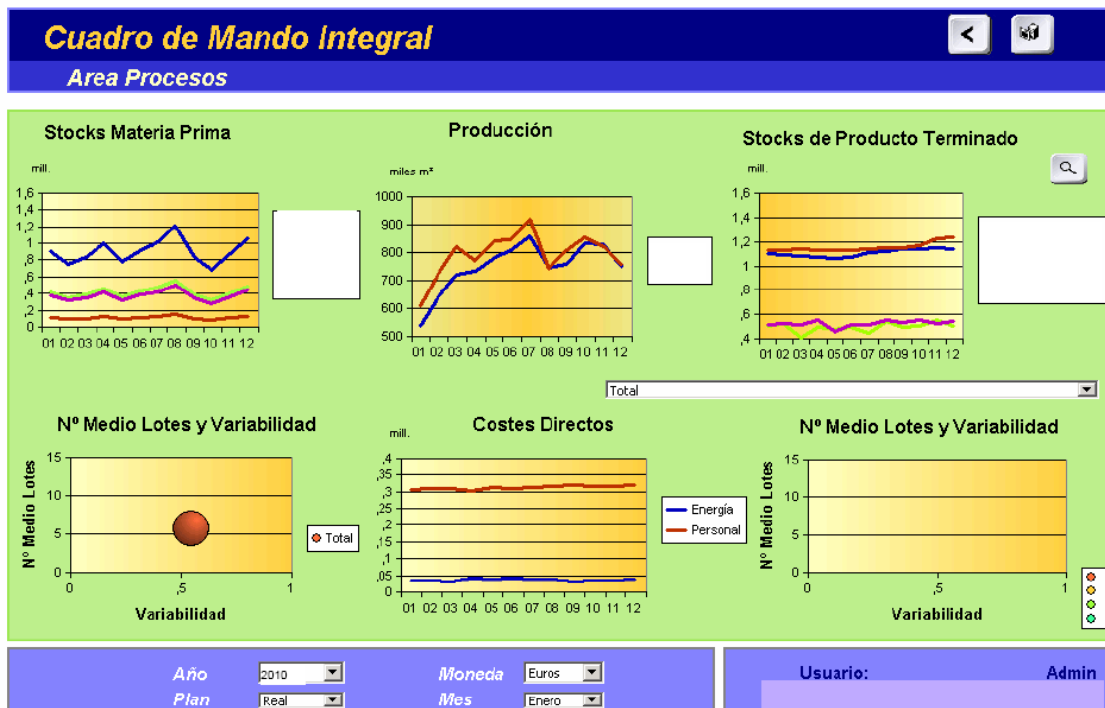 Cuadro de Mando Integral
<
Area Procesos
Stocks Materia Prima
mill.
1,6
1,4
1,2
1
,8
,6
,4
,2
0
01 02 03 04 05 06 07 08 09 10 11 12
Producción
miles m²
1000
900
800
700
600
500
01 02 03 04 05 06 07 08 09 10 11 12
Stocks de Producto Terminado
mill.
1,6
1,4
1,2
1
,8
,6
,4
01 02 03 04 05 06 07 08 09 10 11 12
Total
Nº Medio Lotes y Variabilidad
Nº Medio Lotes
15
10
5
0
0 ,5 1
Variabilidad
Total
Costes Directos
mill.
,4
,35
,3
,25
,2
,15
,1
,05
0
01 02 03 04 05 06 07 08 09 10 11 12
Energía
Personal
Nº Medio Lotes y Variabilidad
Nº Medio Lotes
15
10
5
0
0 ,5 1
Variabilidad
Año 2010 Moneda Euros
Plan Real Mes Enero
Usuario: Admin